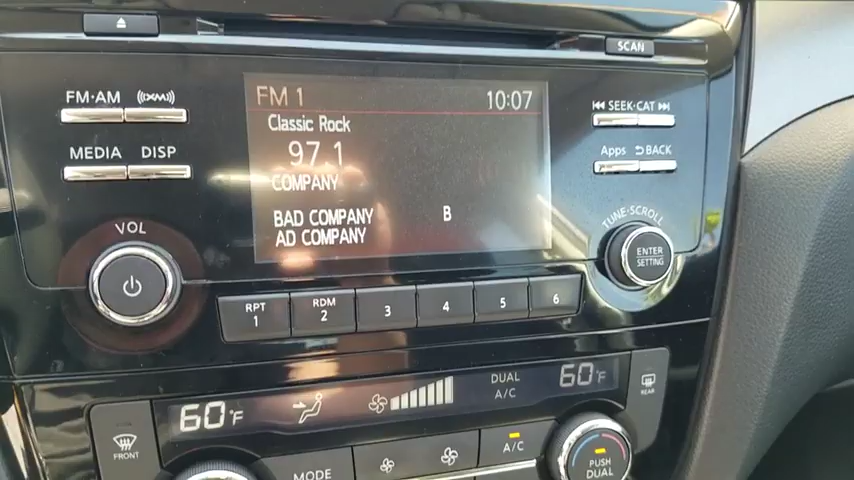 SCAN
FM·AM ((XM))
FM 1 10:07
SEEK·CAT
Classic Rock
MEDIA DISP
97.1
Apps BACK
COMPANY
BAD COMPANY B
AD COMPANY
VOL
TUNE·SCROLL
ENTER
SETTING
RPT 1
RDM 2
3
4
5
6
60°F
DUAL
A/C
60°F
REAR
FRONT
MODE
A/C
PUSH
DUAL